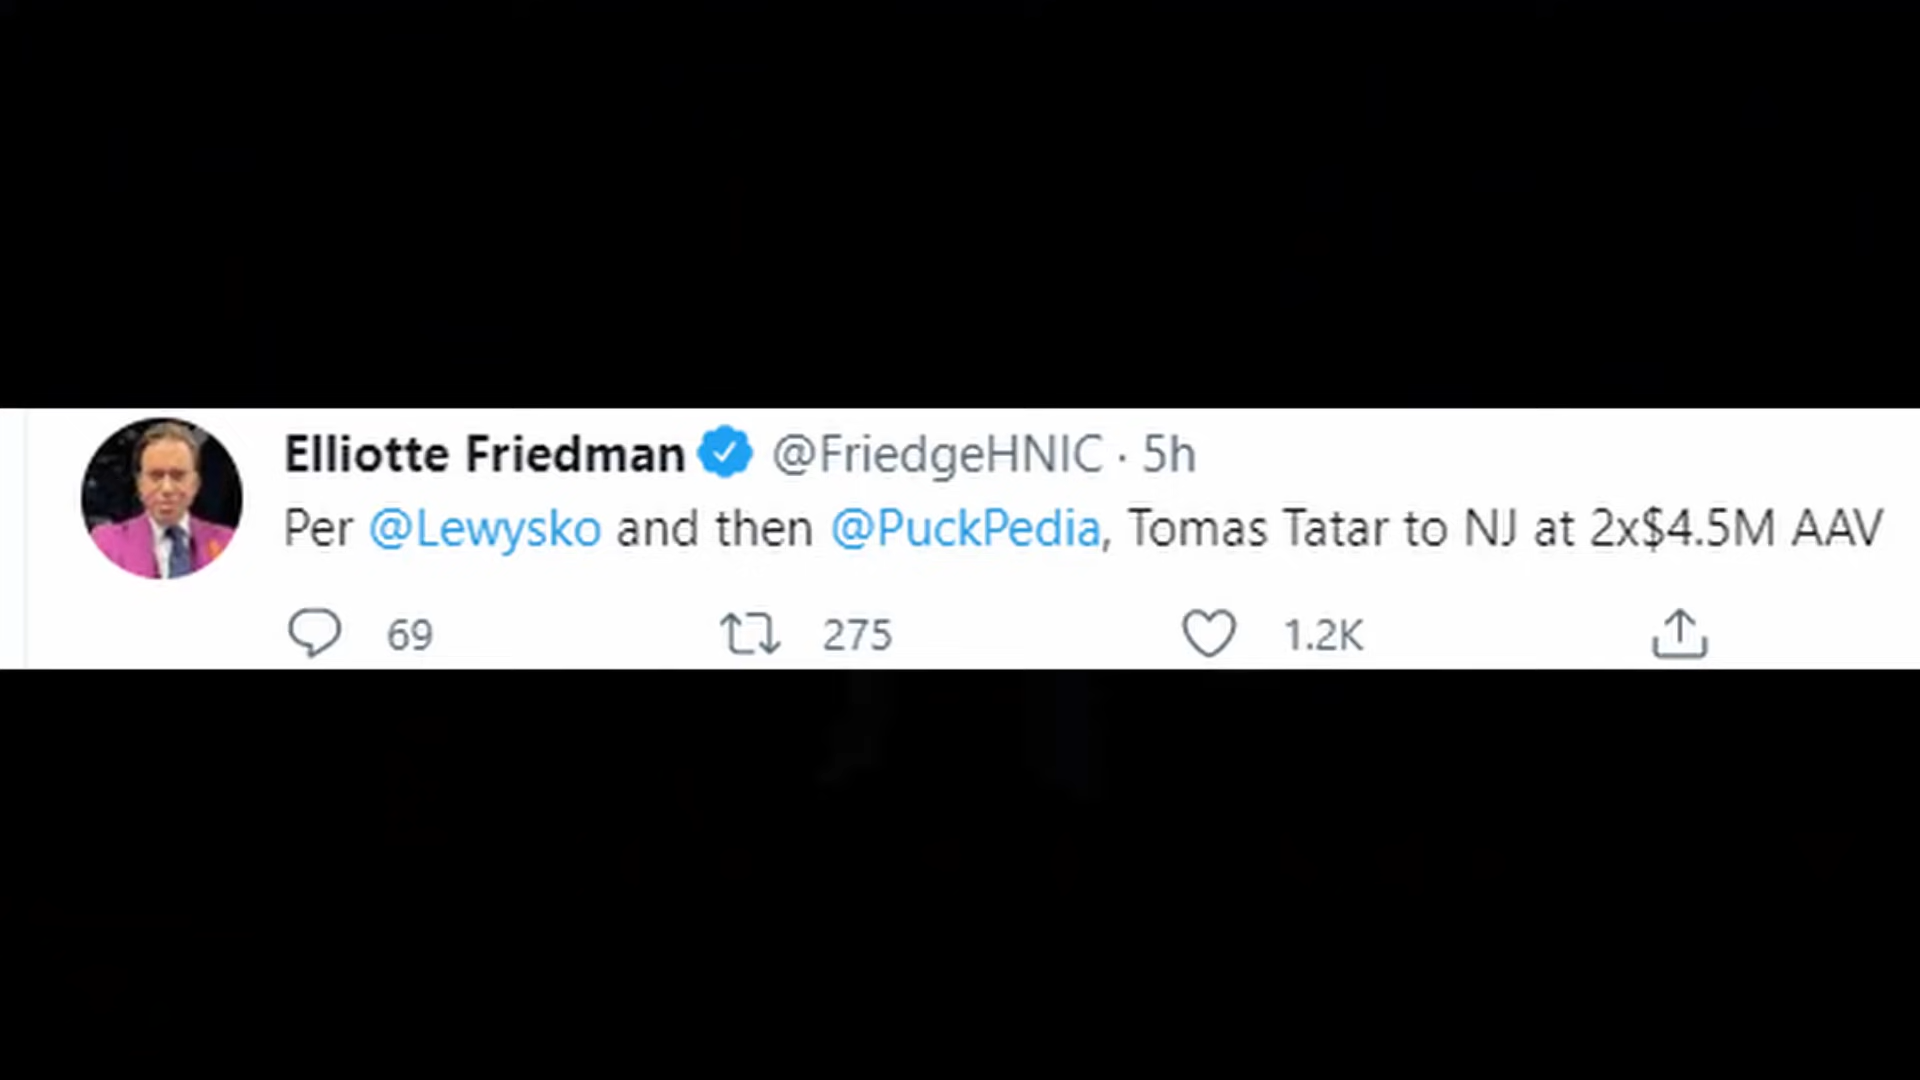 Elliotte Friedman @FriedgeHNIC · 5h
Per @Lewysko and then @PuckPedia, Tomas Tatar to NJ at 2x$4.5M AAV
69 275 1.2K